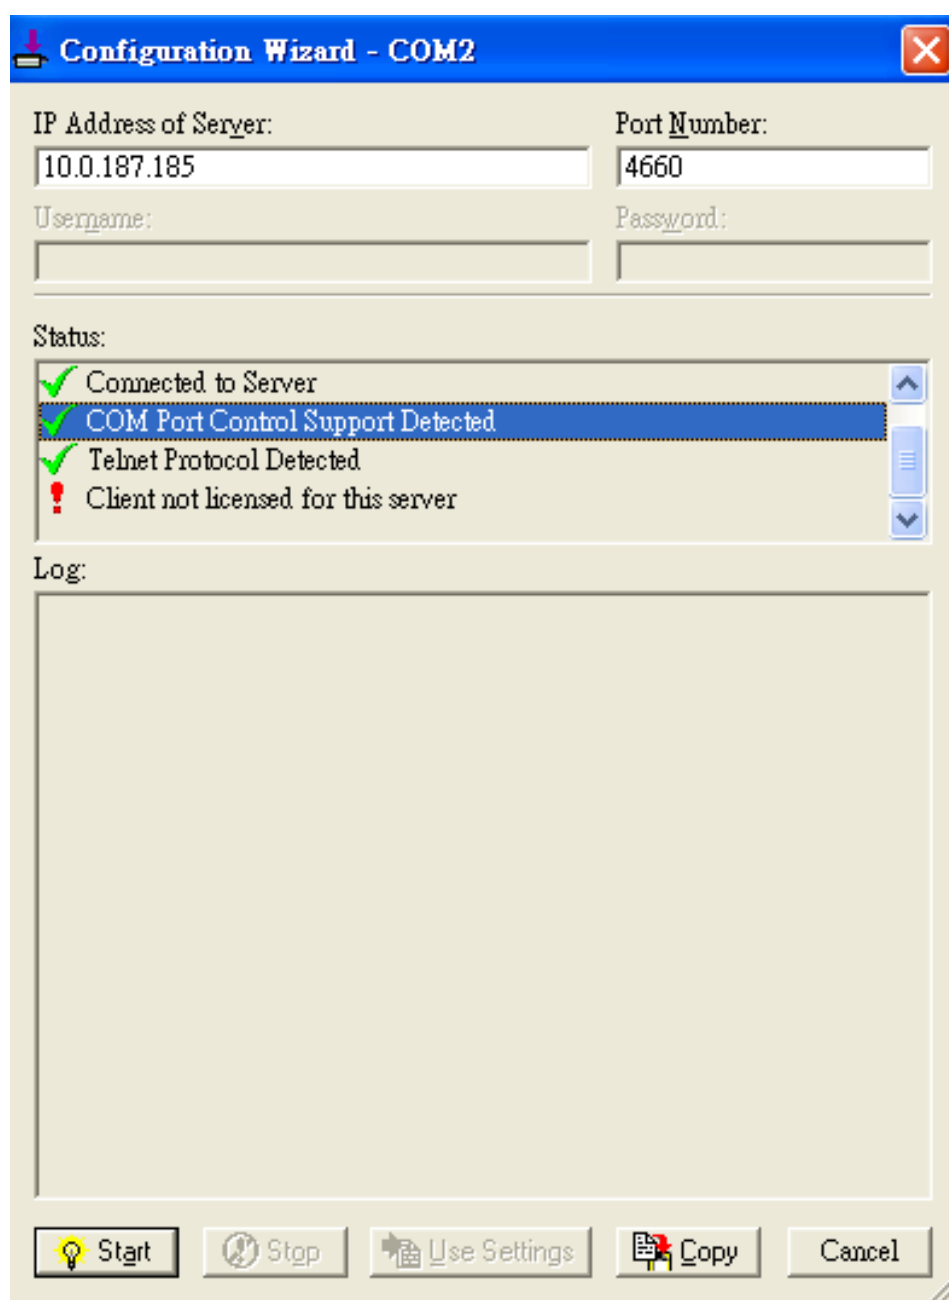 Configuration Wizard - COM2
IP Address of Server: Port Number:
10.0.187.185 4660
Username: Password:
Status:
Connected to Server
COM Port Control Support Detected
Telnet Protocol Detected
Client not licensed for this server
Log:
Start Stop Use Settings Copy Cancel